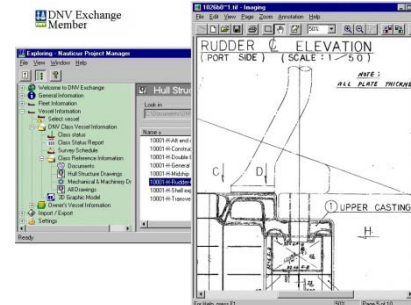 DNV Exchange
Member
Exploring - Nauticus Project Manager
File View Window Help
Welcome to DNV Exchange
General Information
Fleet Information
Vessel Information
Select vessel
DNV Class Vessel Information
Class status
Class Status Report
Survey Schedule
Class Reference Information
Documents
Hull Structure Drawings
Mechanical & Machinery Dr
All Drawings
3D Graphic Model
Owner's Vessel Information
Import / Export
Settings
Ready
Hull Struc
Look in
Name
10001-H-Aft end
10001-H-Construc
10001-H-Double
10001-H-General
10001-H-Midship
10001-H-Rudder
10001-H-Shell exp
10001-H-Transve
1026b0~1.tif - Imaging
File Edit View Page Zoom Annotation Help
50%
RUDDER ℄ ELEVATION
(PORT SIDE) (SCALE: 1/50)
NOTE:
ALL PLATE THICKNE
C
D
1 UPPER CASTING
H
For Help, press F1
50%
Page 5 of 10